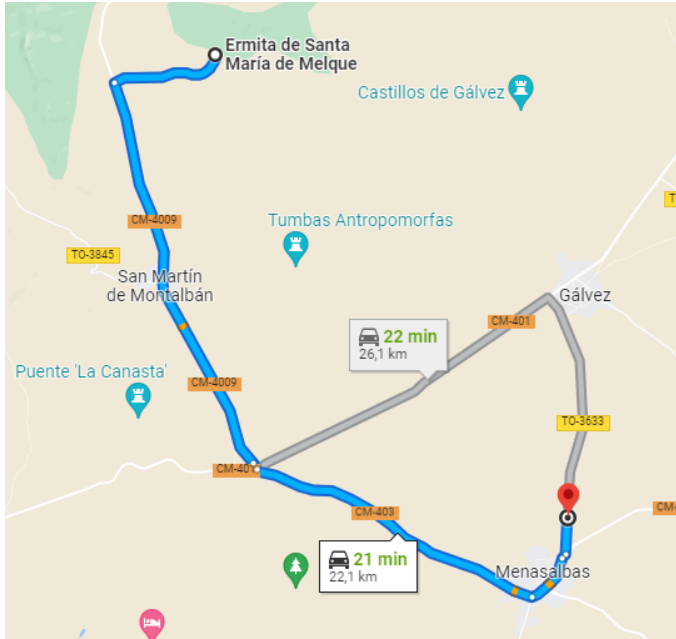 Ermita de Santa
María de Melque
Castillos de Gálvez
CM-4009
Tumbas Antropomorfas
TO-3845
San Martín
de Montalbán
Gálvez
CM-401
22 min
26,1 km
Puente 'La Canasta'
CM-4009
TO-3633
CM-401
CM-403
CM-
21 min
22,1 km
Menasalbas